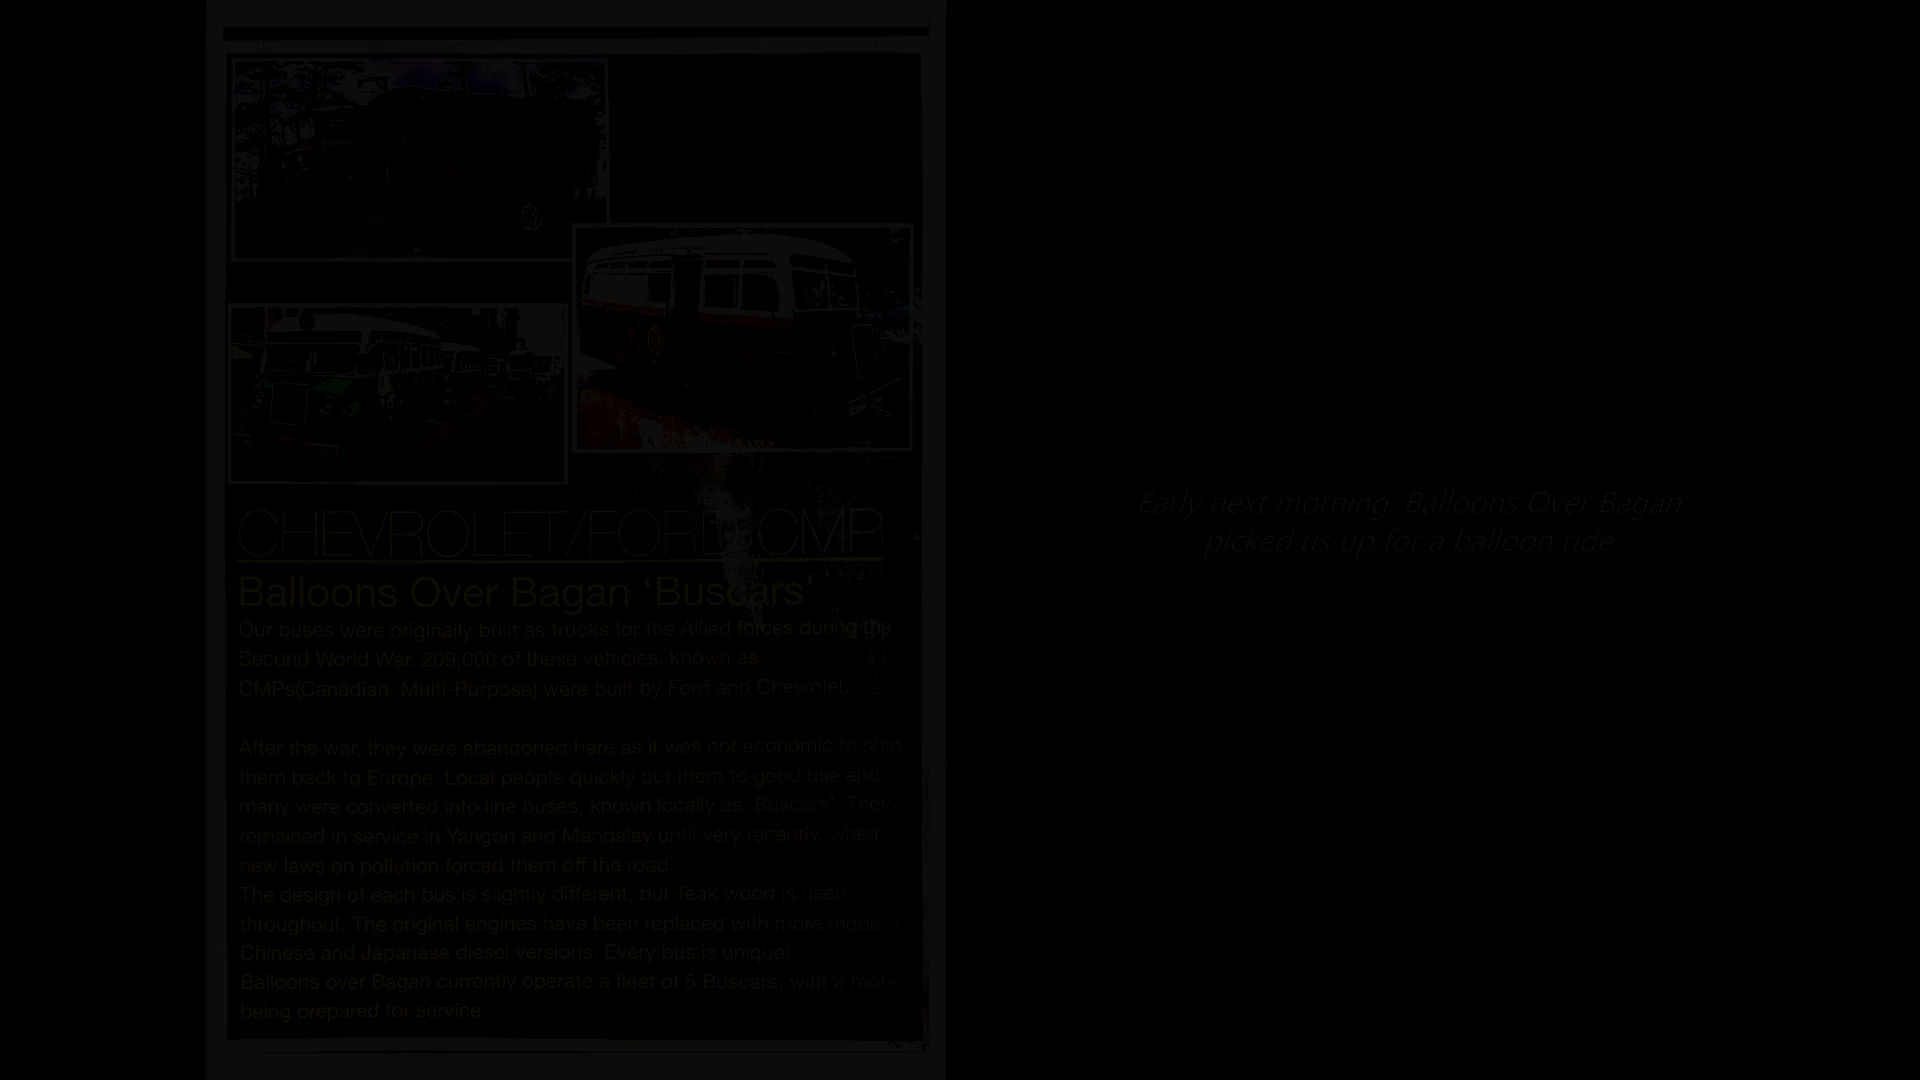 CHEVROLET/FORD CMP
Balloons Over Bagan ‘Buscars’
Our buses were originally built as trucks for the Allied forces during the
Second World War. 209,000 of these vehicles, known as
CMPs(Canadian, Multi-Purpose) were built by Ford and Chevrolet.
After the war, they were abandoned here as it was not economic to ship
them back to Europe. Local people quickly put them to good use and
many were converted into line buses, known locally as ‘Buscars’. They
remained in service in Yangon and Mandalay until very recently, when
new laws on pollution forced them off the road.
The design of each bus is slightly different, but Teak wood is used
throughout. The original engines have been replaced with more
Chinese and Japanese diesel versions. Every bus is unique!
Balloons over Bagan currently operate a fleet of 5 Buscars, with 2 more
being prepared for service.
Early next morning, Balloons Over Bagan
picked us up for a balloon ride